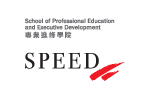 School of Professional Education
and Executive Development
專業進修學院
SPEED